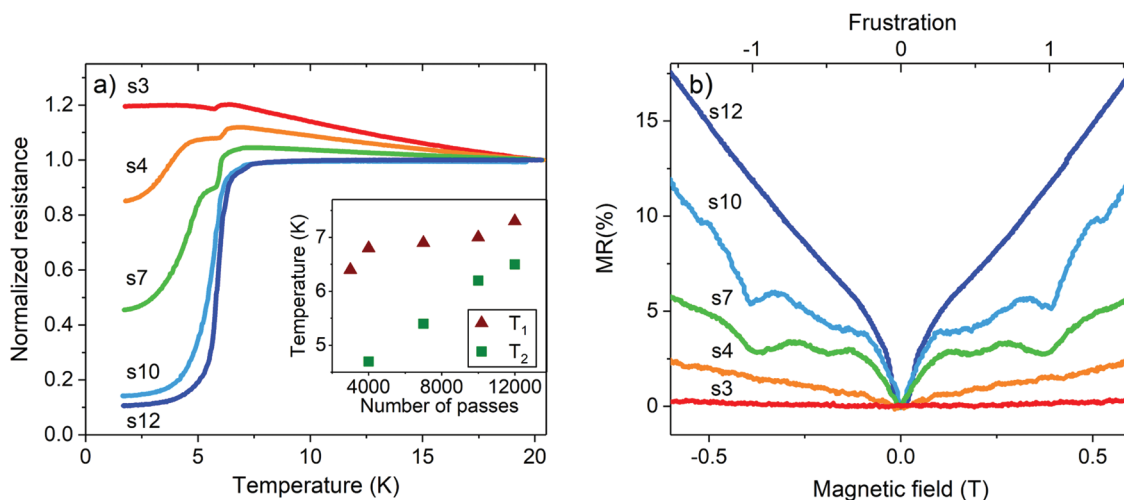 a)
s3
s4
s7
s10
s12
Normalized resistance
0.0
0.2
0.4
0.6
0.8
1.0
1.2
1.4
0 5 10 15 20
Temperature (K)
Temperature (K)
7
6
5
T1
T2
4000 8000 12000
Number of passes
Frustration
-1 0 1
b)
s12
s10
s7
s4
s3
MR(%)
15
10
5
0
-0.5 0.0 0.5
Magnetic field (T)